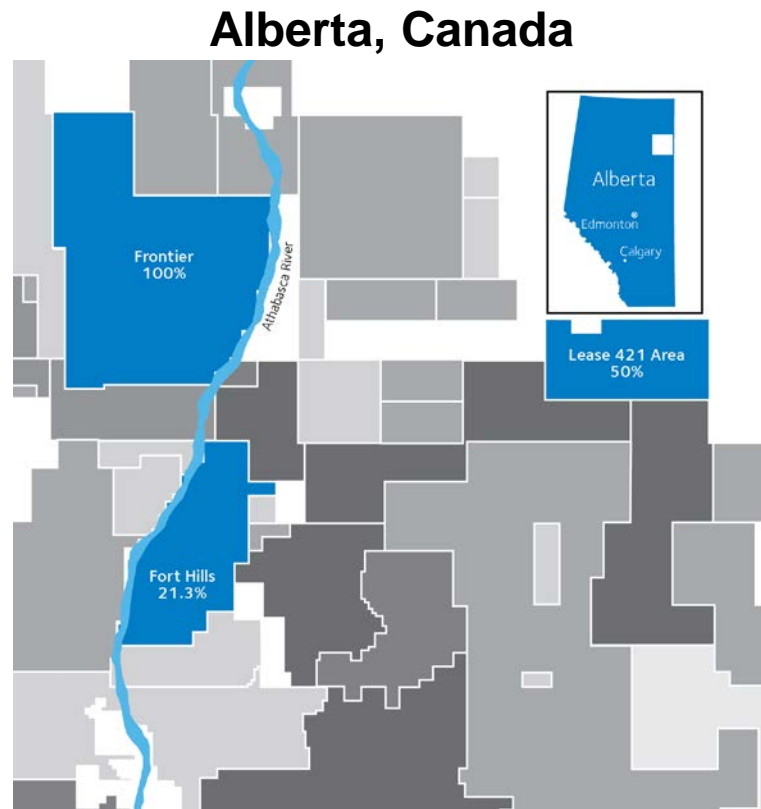 Alberta, Canada
Alberta
Edmonton
Calgary
Frontier
100%
Athabasca River
Lease 421 Area
50%
Fort Hills
21.3%